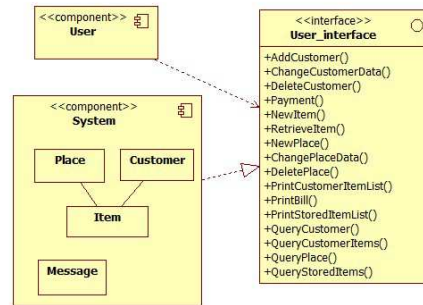 <<component>>
User
<<component>>
System
Place
Customer
Item
Message
<<interface>>
User_interface
+AddCustomer()
+ChangeCustomerData()
+DeleteCustomer()
+Payment()
+NewItem()
+RetrieveItem()
+NewPlace()
+ChangePlaceData()
+DeletePlace()
+PrintCustomerItemList()
+PrintBill()
+PrintStoredItemList()
+QueryCustomer()
+QueryCustomerItems()
+QueryPlace()
+QueryStoredItems()